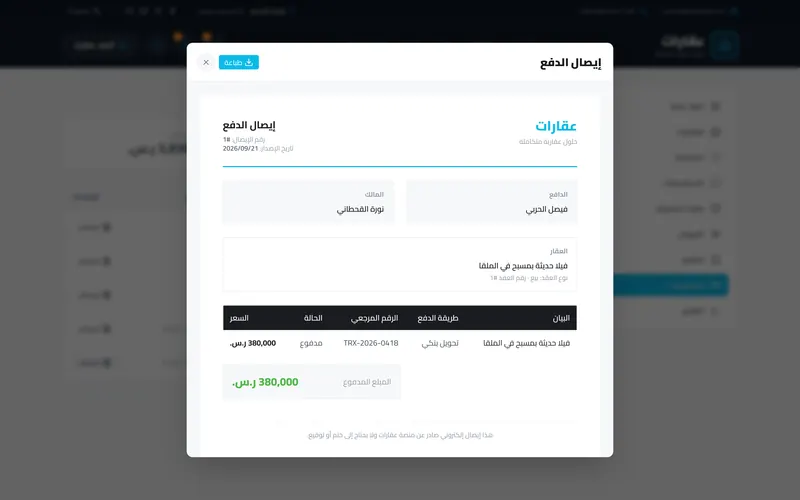 إيصال الدفع
طباعة
عقارات
حلول عقارية متكاملة
إيصال الدفع
رقم الإيصال: #1
تاريخ الإصدار: 2026/09/21
الدافع
فيصل الحربي
المالك
نورة القحطاني
العقار
فيلا حديثة بمسبح في الملقا
نوع العقد: بيع · رقم العقد #1
البيان طريقة الدفع الرقم المرجعي الحالة السعر
فيلا حديثة بمسبح في الملقا تحويل بنكي TRX-2026-0418 مدفوع 380,000 ر.س.
المبلغ المدفوع 380,000 ر.س.
هذا إيصال إلكتروني صادر عن منصة عقارات ولا يحتاج إلى ختم أو توقيع.